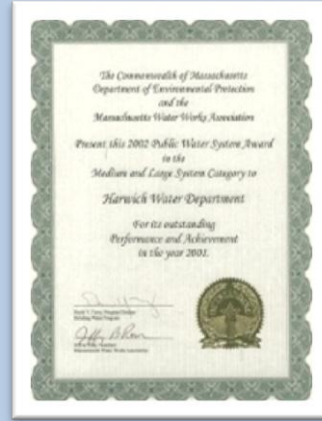 The Commonwealth of Massachusetts
Department of Environmental Protection
and the
Massachusetts Water Works Association
Present this 2002 Public Water System Award
in the
Medium and Large System Category to
Harwich Water Department
For its outstanding
Performance and Achievement
in the year 2001.